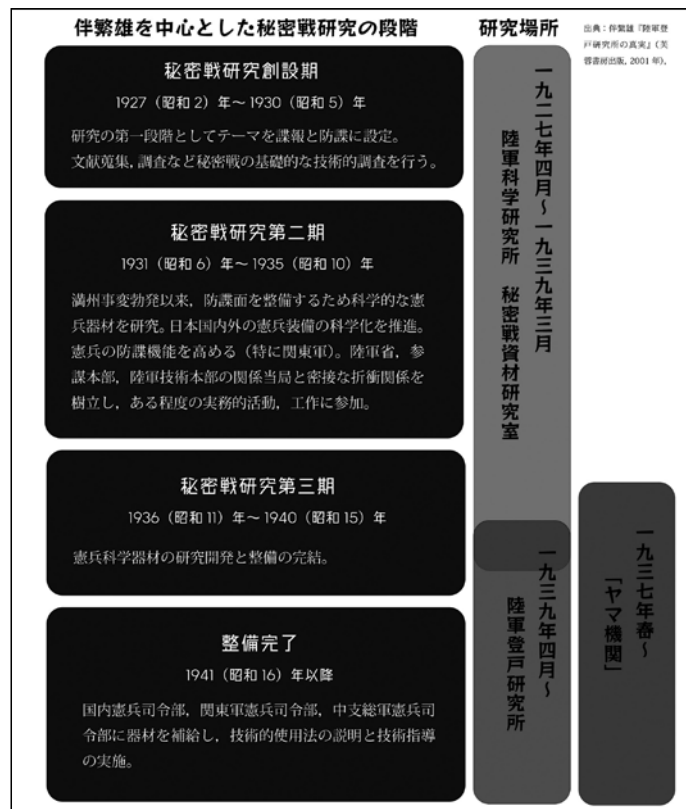 伴繁雄を中心とした秘密戦研究の段階
研究場所
出典：伴繁雄『陸軍登
戸研究所の真実』（芙
蓉書房出版, 2001 年）.
秘密戦研究創設期
1927（昭和 2）年～ 1930（昭和 5）年
研究の第一段階としてテーマを諜報と防諜に設定。
文献蒐集, 調査など秘密戦の基礎的な技術的調査を行う。
秘密戦研究第二期
1931（昭和 6）年～ 1935（昭和 10）年
満州事変勃発以来，防諜面を整備するため科学的な憲
兵器材を研究。日本国内外の憲兵装備の科学化を推進。
憲兵の防諜機能を高める（特に関東軍）。陸軍省，参
謀本部，陸軍技術本部の関係当局と密接な折衝関係を
樹立し，ある程度の実務的活動，工作に参加。
秘密戦研究第三期
1936（昭和 11）年～ 1940（昭和 15）年
憲兵科学器材の研究開発と整備の完結。
整備完了
1941（昭和 16）年以降
国内憲兵司令部，関東軍憲兵司令部，中支総軍憲兵司
令部に器材を補給し，技術的使用法の説明と技術指導
の実施。
一九二七年四月～一九三九年三月
陸軍科学研究所　秘密戦資材研究室
一九三九年四月～
陸軍登戸研究所
一九三七年春～
「ヤマ機関」